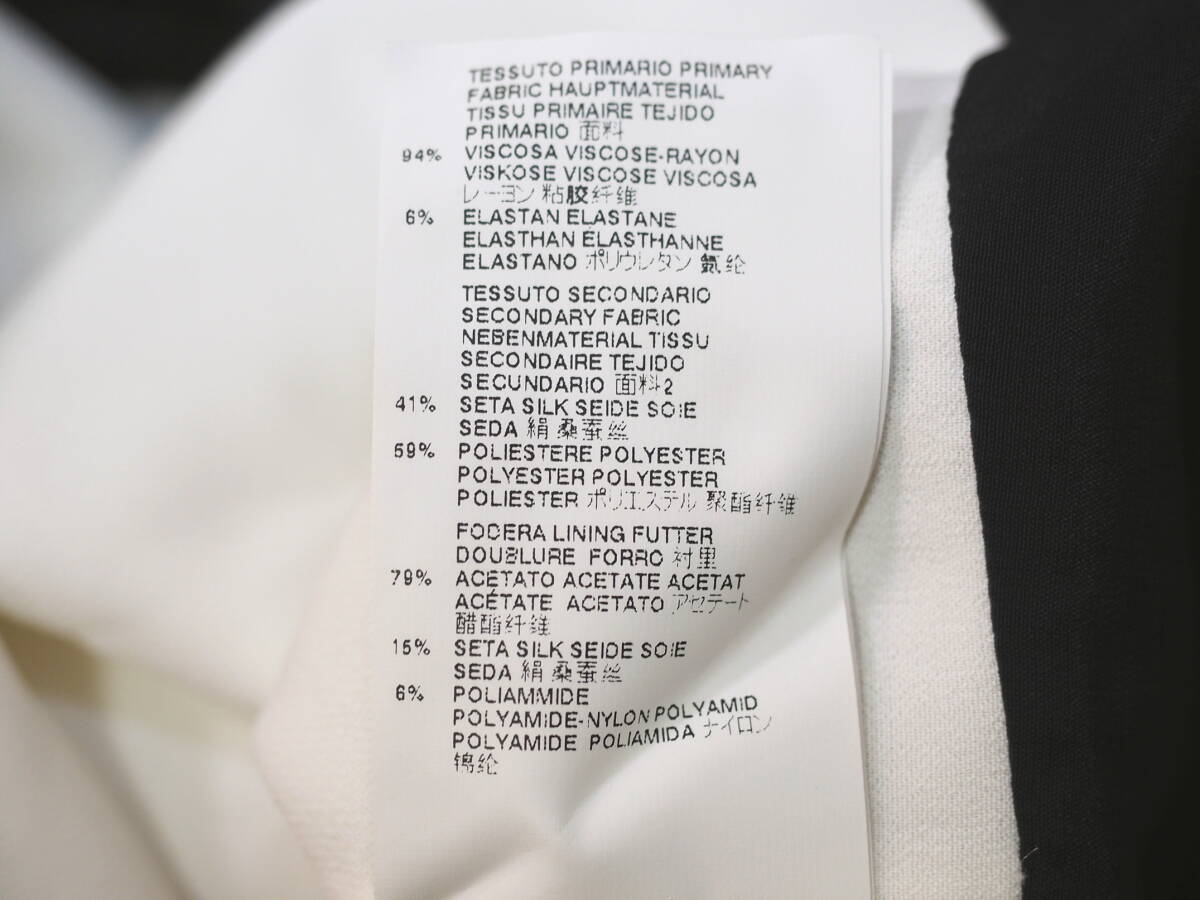 TESSUTO PRIMARIO PRIMARY
FABRIC HAUPTMATERIAL
TISSU PRIMAIRE TEJIDO
PRIMARIO 面料
94% VISCOSA VISCOSE-RAYON
VISKOSE VISCOSE VISCOSA
レーヨン 粘胶纤维
6% ELASTAN ELASTANE
ELASTHAN ÉLASTHANNE
ELASTANO ポリウレタン 氨纶
TESSUTO SECONDARIO
SECONDARY FABRIC
NEBENMATERIAL TISSU
SECONDAIRE TEJIDO
SECUNDARIO 面料2
41% SETA SILK SEIDE SOIE
SEDA 絹 桑蚕丝
59% POLIESTERE POLYESTER
POLYESTER POLYESTER
POLIESTER ポリエステル 聚酯纤维
FODERA LINING FUTTER
DOUBLURE FORRO 衬里
79% ACETATO ACETATE ACETAT
ACÉTATE ACETATO アセテート
醋酯纤维
15% SETA SILK SEIDE SOIE
SEDA 絹 桑蚕丝
6% POLIAMMIDE
POLYAMIDE-NYLON POLYAMID
POLYAMIDE POLIAMIDA ナイロン
锦纶